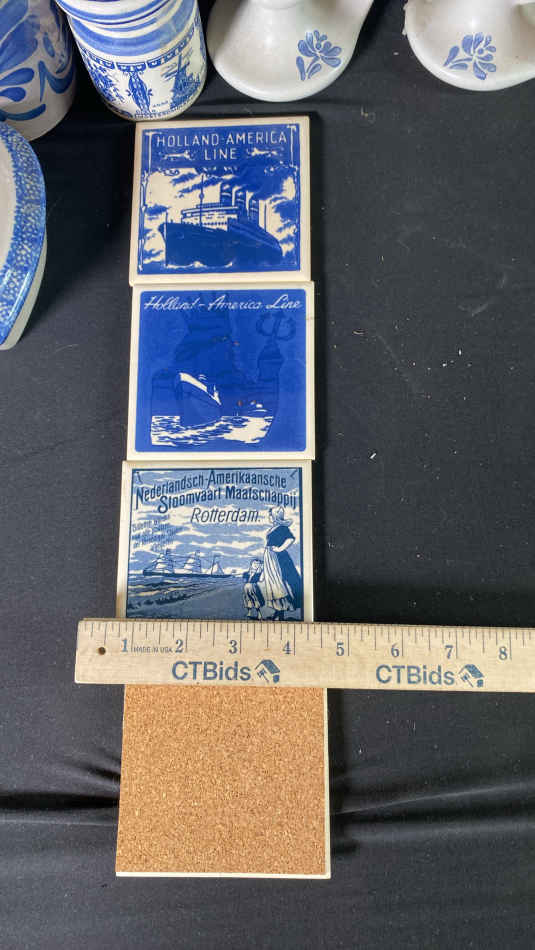 HOLLAND-AMERICA
LINE
Holland-America Line
Nederlandsch-Amerikaansche
Stoomvaart Maatschappij
Rotterdam.
1 2 3 4 5 6 7 8
MADE IN USA
CTBids CTBids